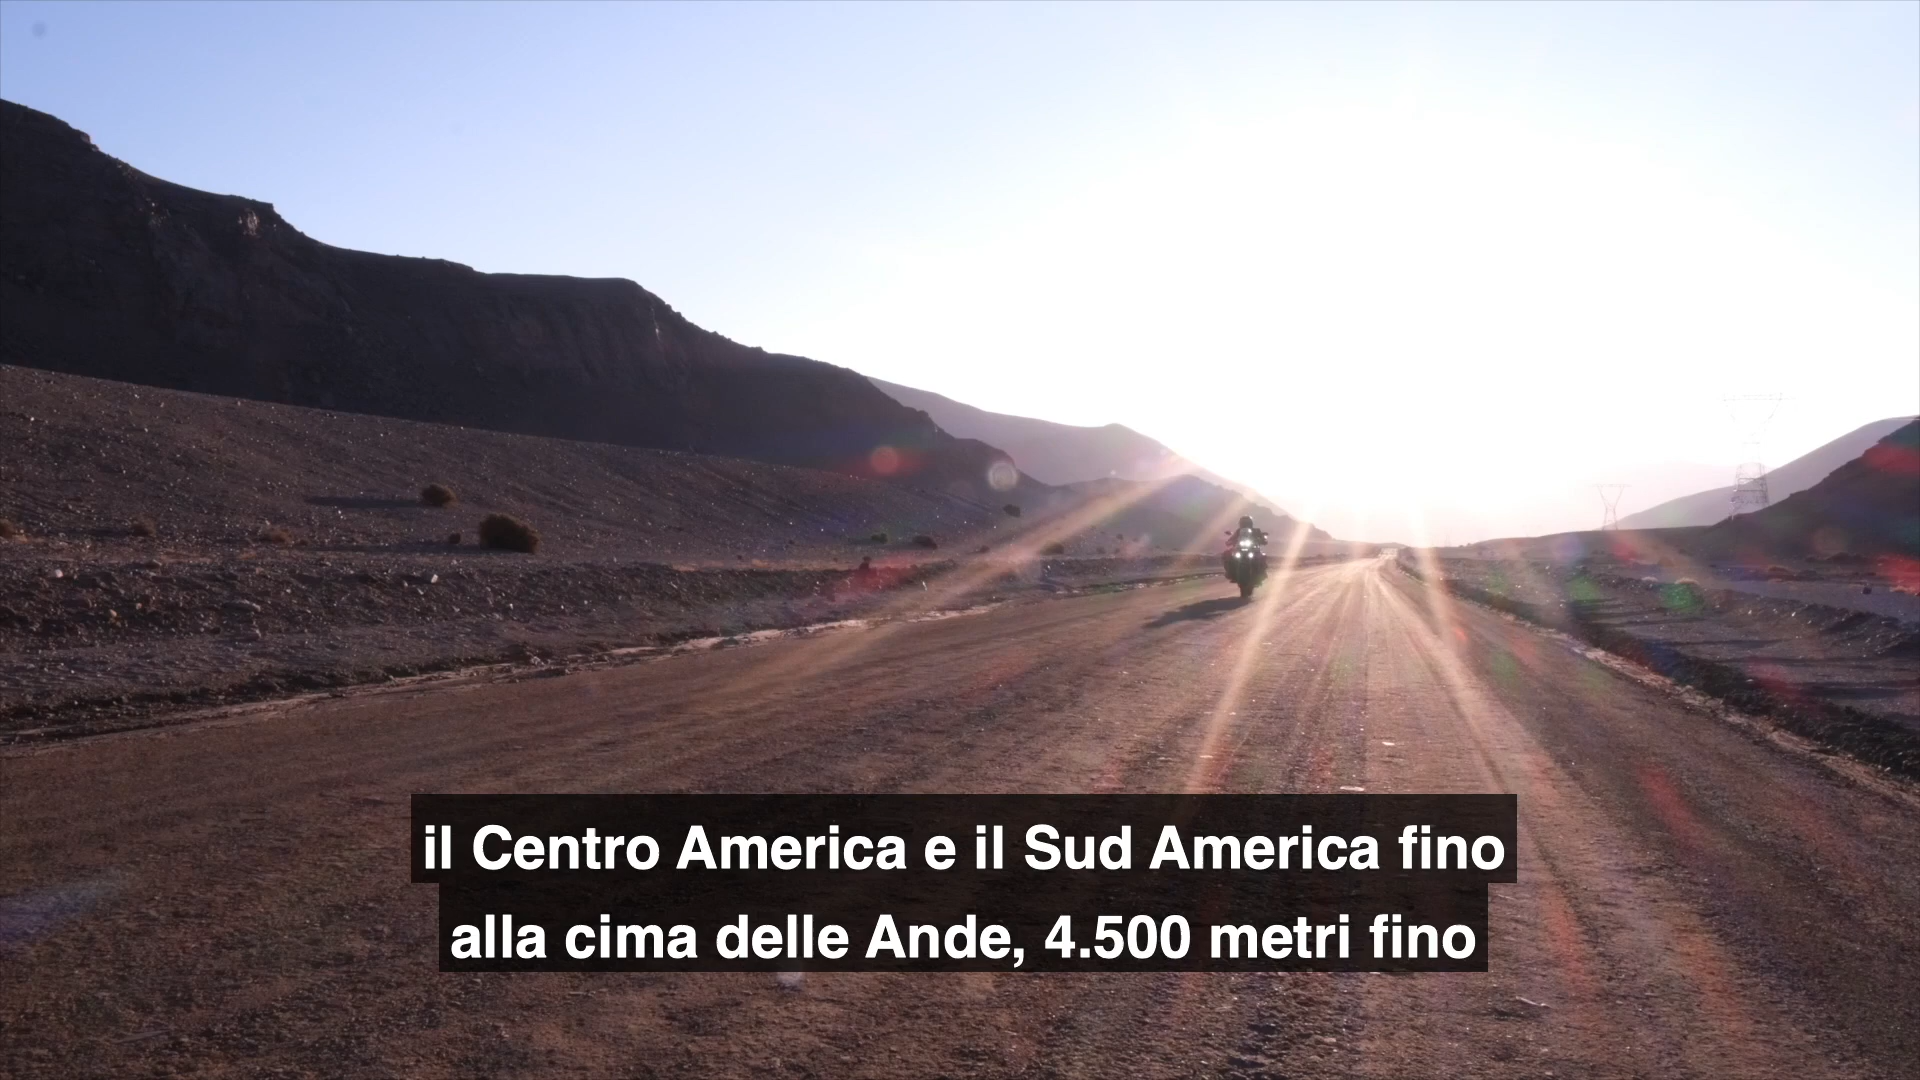 il Centro America e il Sud America fino
alla cima delle Ande, 4.500 metri fino